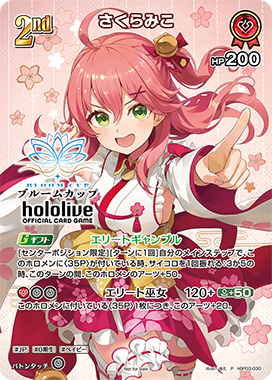 2nd
さくらみこ
HP200
BLOOM CUP
ブルームカップ
hololive
OFFICIAL CARD GAME
ギフト エリートギャンブル
[センターポジション限定][ターンに1回]自分のメインステップで、こ
のホロメンに〈35P〉が付いている時、サイコロを1回振れる：3か5の
時、このターンの間、このホロメンのアーツ+50。
エリート巫女 120+ +50
このホロメンに付いている〈35P〉1枚につき、このアーツ+20。
#JP #0期生 #ベイビー
バトンタッチ
Not for Sale
P hBP03-030